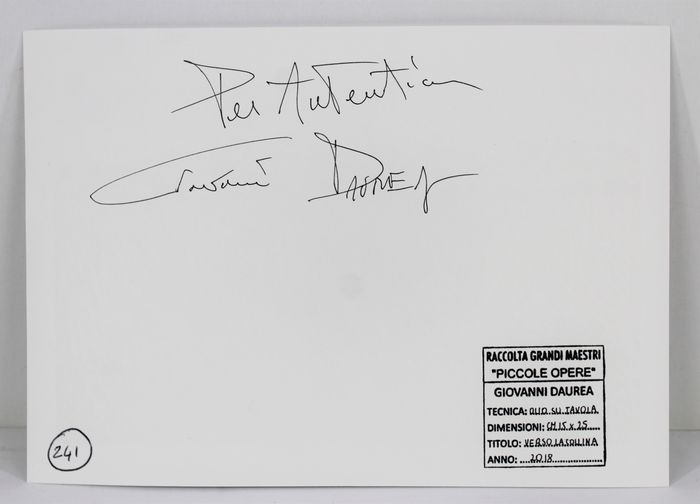 Per Autentica
Giovanni DAUREA
RACCOLTA GRANDI MAESTRI
"PICCOLE OPERE"
GIOVANNI DAUREA
TECNICA: OLIO SU TAVOLA
DIMENSIONI: CM 15 x 25
TITOLO: VERSO LA COLLINA
ANNO: 2018
241